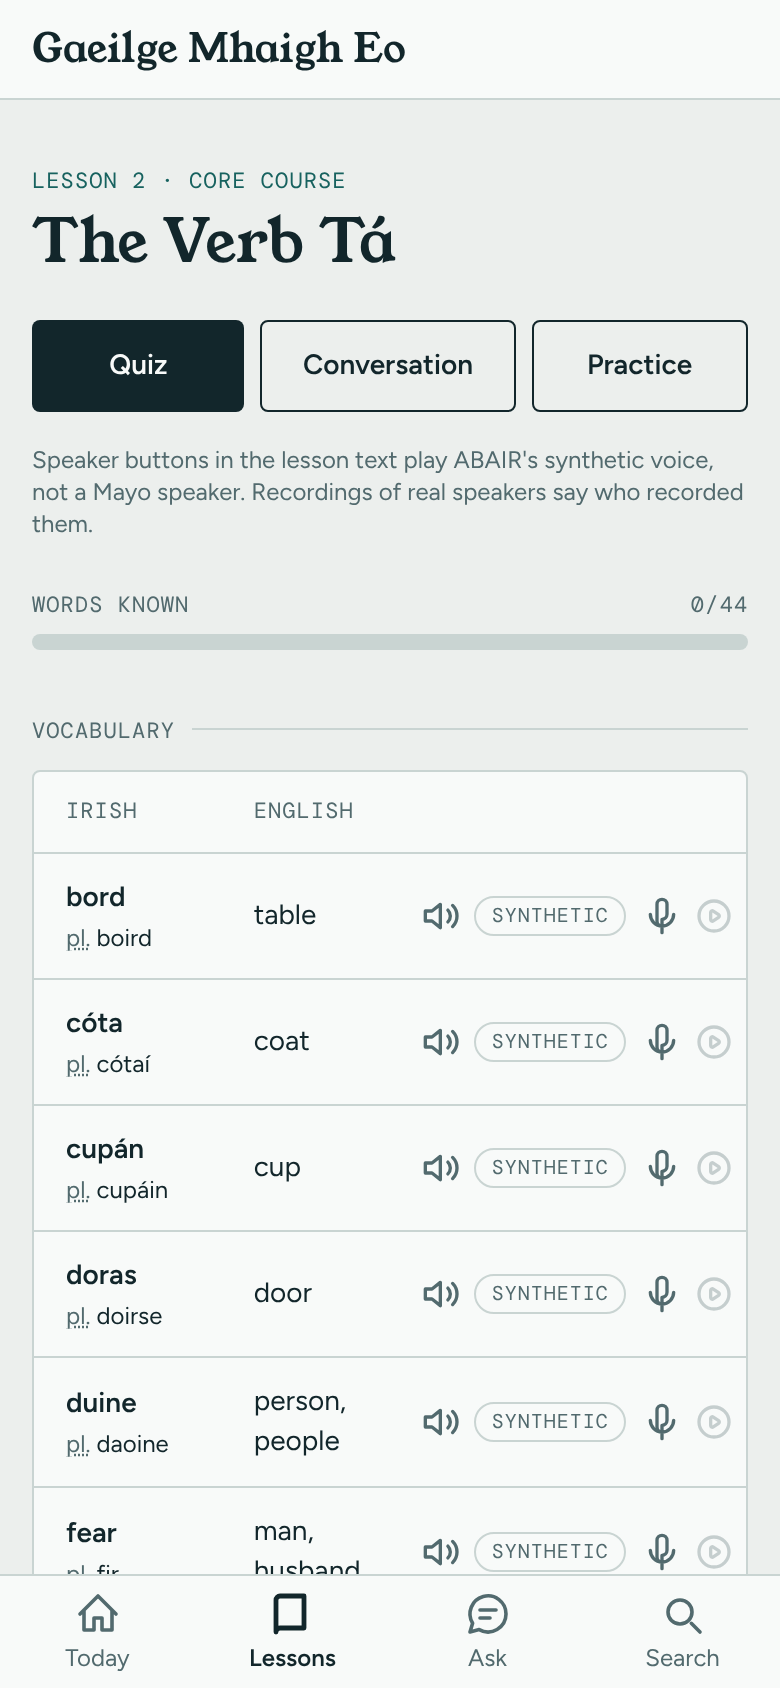 Gaeilge Mhaigh Eo
LESSON 2 · CORE COURSE
The Verb Tá
Quiz
Conversation
Practice
Speaker buttons in the lesson text play ABAIR's synthetic voice,
not a Mayo speaker. Recordings of real speakers say who recorded
them.
WORDS KNOWN 0/44
VOCABULARY
IRISH ENGLISH
bord
pl. boird
table
SYNTHETIC
cóta
pl. cótaí
coat
SYNTHETIC
cupán
pl. cupáin
cup
SYNTHETIC
doras
pl. doirse
door
SYNTHETIC
duine
pl. daoine
person,
people
SYNTHETIC
fear
pl. fir
man,
husband
SYNTHETIC
Today
Lessons
Ask
Search